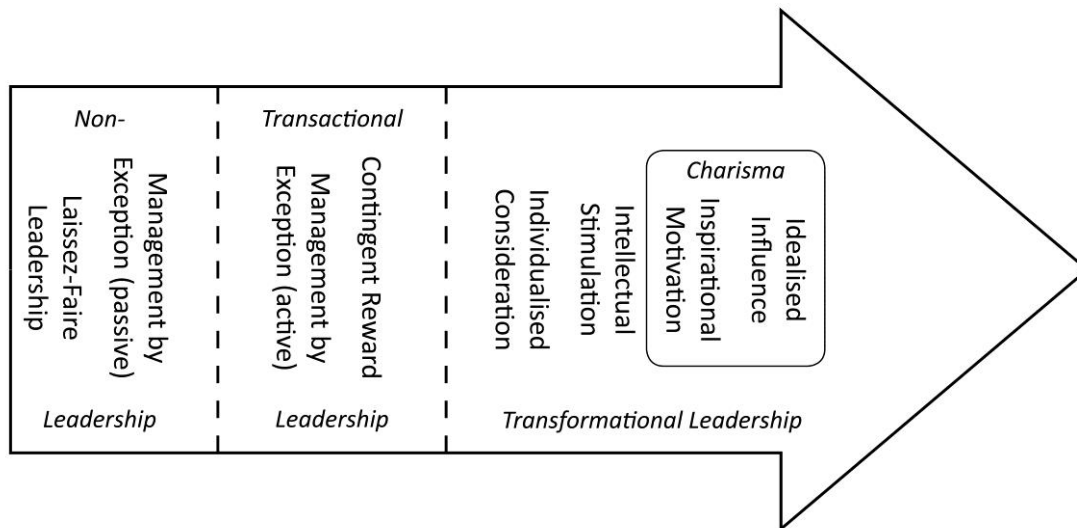 Non-
Laissez-Faire
Leadership
Management by
Exception (passive)
Leadership
Transactional
Management by
Exception (active)
Contingent Reward
Leadership
Individualised
Consideration
Intellectual
Stimulation
Charisma
Inspirational
Motivation
Idealised
Influence
Transformational Leadership